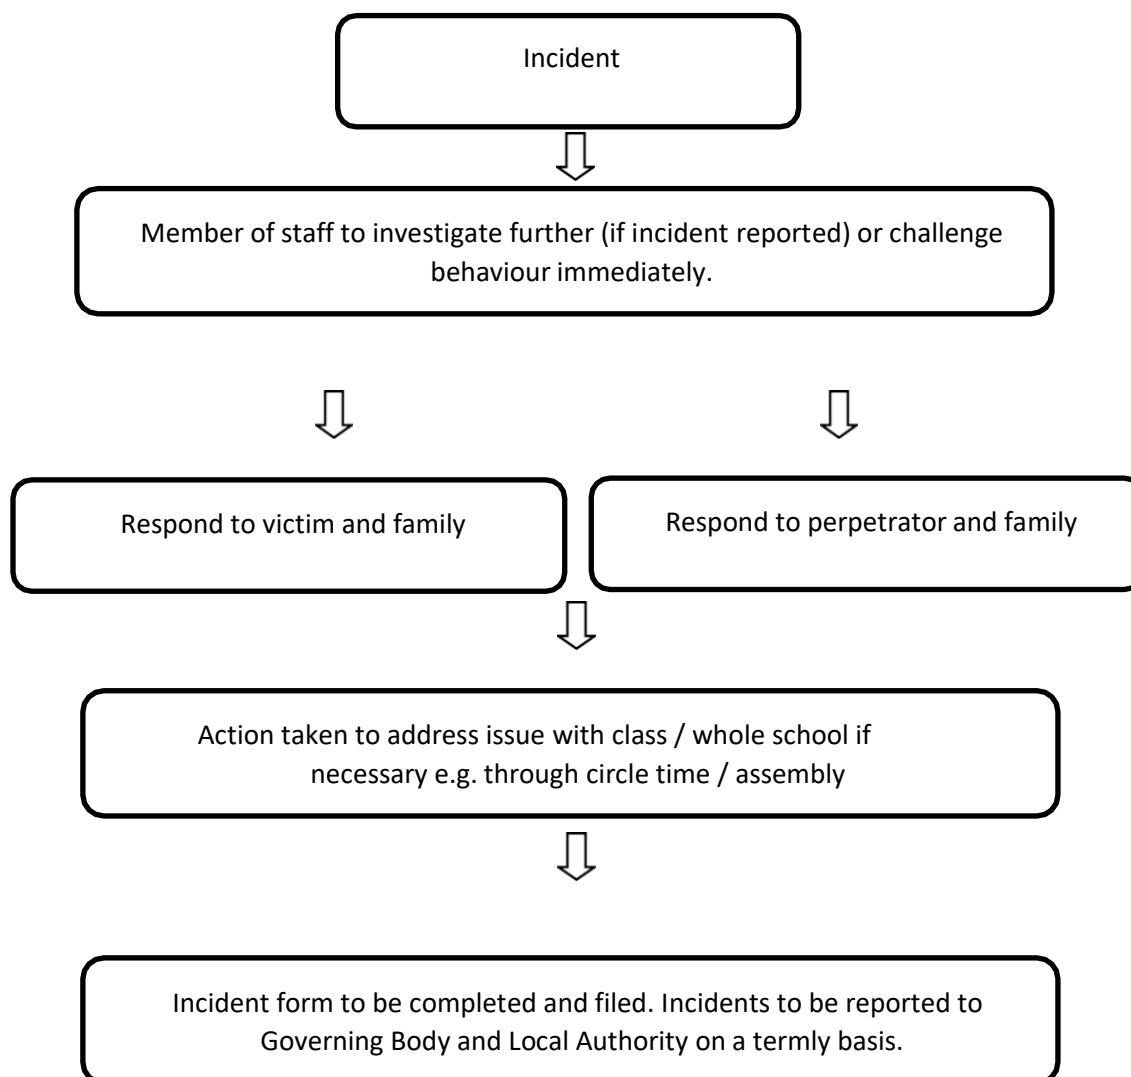 Incident
Member of staff to investigate further (if incident reported) or challenge
behaviour immediately.
Respond to victim and family
Respond to perpetrator and family
Action taken to address issue with class / whole school if
necessary e.g. through circle time / assembly
Incident form to be completed and filed. Incidents to be reported to
Governing Body and Local Authority on a termly basis.